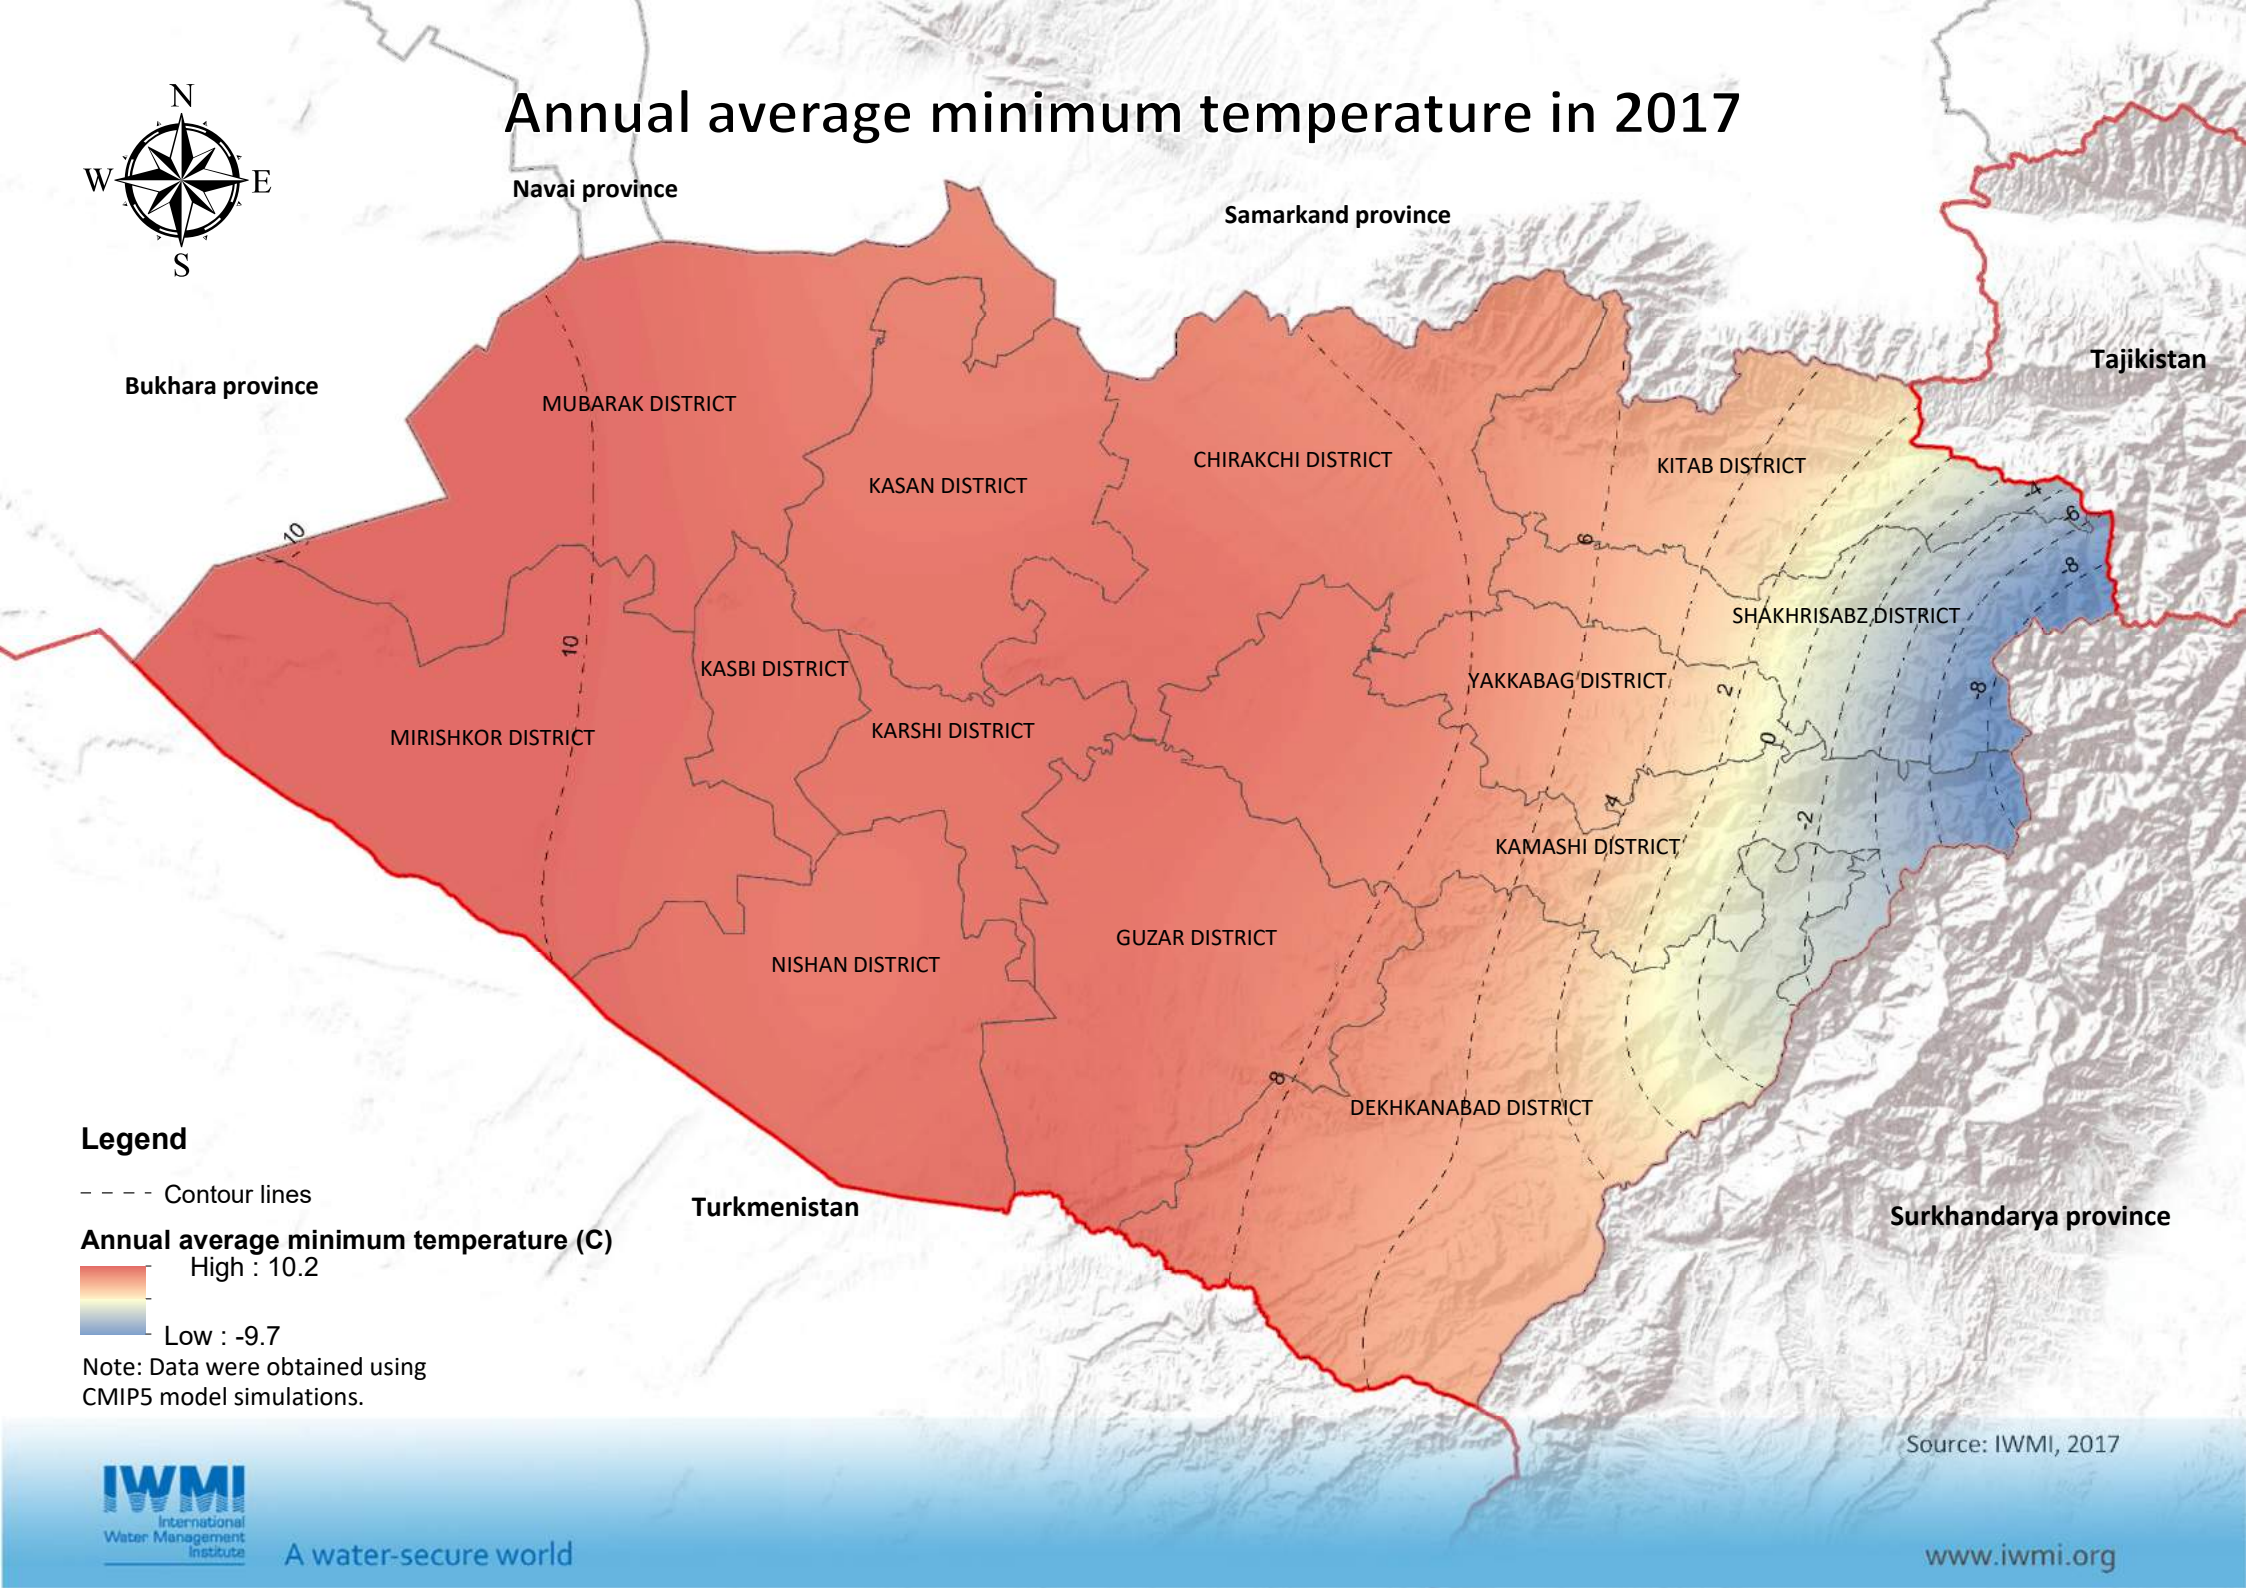 Annual average minimum temperature in 2017
N
W
E
S
Navai province
Samarkand province
Bukhara province
Tajikistan
MUBARAK DISTRICT
KASAN DISTRICT
CHIRAKCHI DISTRICT
KITAB DISTRICT
-4
-6
10
6
-8
SHAKHRISABZ DISTRICT
10
KASBI DISTRICT
YAKKABAG DISTRICT
2
-8
MIRISHKOR DISTRICT
KARSHI DISTRICT
0
4
-2
KAMASHI DISTRICT
GUZAR DISTRICT
NISHAN DISTRICT
8
DEKHKANABAD DISTRICT
Turkmenistan
Surkhandarya province
Legend
Contour lines
Annual average minimum temperature (C)
High : 10.2
Low : -9.7
Note: Data were obtained using
CMIP5 model simulations.
Source: IWMI, 2017
IWMI
International
Water Management
Institute
A water-secure world
www.iwmi.org